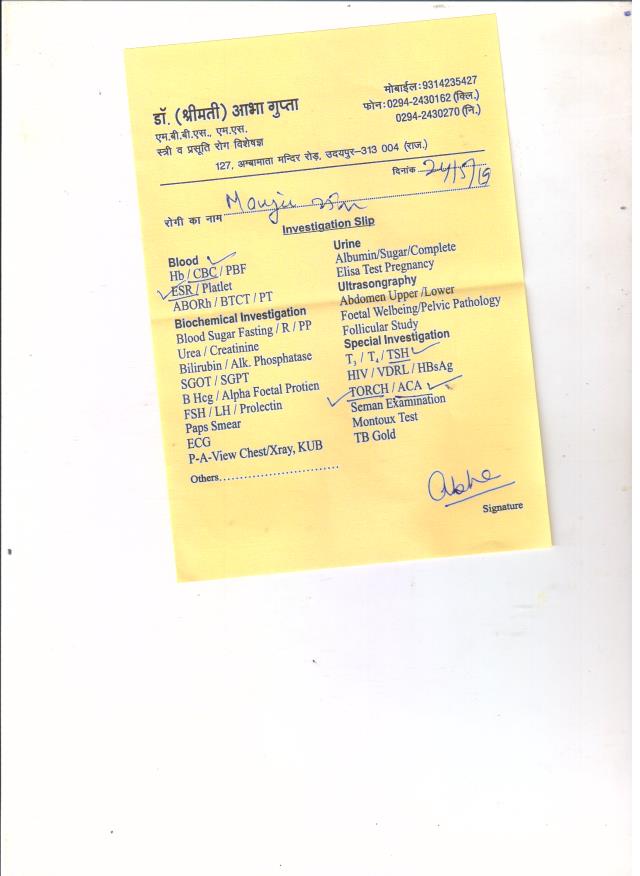 डॉ. (श्रीमती) आभा गुप्ता
एम.बी.बी.एस., एम.एस.
स्त्री व प्रसूति रोग विशेषज्ञ
मोबाईल : 9314235427
फोन : 0294-2430162 (क्लि.)
0294-2430270 (नि.)
127, अम्बामाता मन्दिर रोड़, उदयपुर-313 004 (राज.)
दिनांक 24/5/19
रोगी का नाम Manju
Investigation Slip
Blood
Hb / CBC / PBF
ESR / Platlet
ABORh / BTCT / PT
Biochemical Investigation
Blood Sugar Fasting / R / PP
Urea / Creatinine
Bilirubin / Alk. Phosphatase
SGOT / SGPT
B Hcg / Alpha Foetal Protien
FSH / LH / Prolectin
Paps Smear
ECG
P-A-View Chest/Xray, KUB
Others..............................
Urine
Albumin/Sugar/Complete
Elisa Test Pregnancy
Ultrasongraphy
Abdomen Upper /Lower
Foetal Welbeing/Pelvic Pathology
Follicular Study
Special Investigation
T₃ / T₄ / TSH
HIV / VDRL / HBsAg
TORCH / ACA
Seman Examination
Montoux Test
TB Gold
Signature